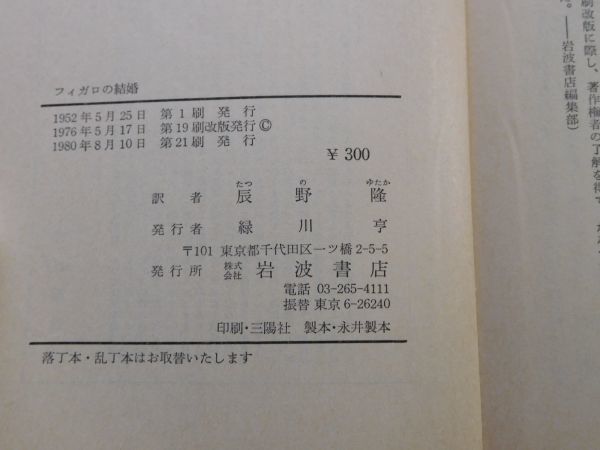 刷改版に際し、著作権者の了解を得
。――岩波書店編集部)
フィガロの結婚
1952年5月25日 第1刷発行
1976年5月17日 第19刷改版発行©
1980年8月10日 第21刷発行
¥300
たつ の ゆたか
訳者 辰野隆
発行者 緑川亨
〒101 東京都千代田区一ツ橋2-5-5
発行所 株式会社 岩波書店
電話 03-265-4111
振替 東京6-26240
印刷・三陽社 製本・永井製本
落丁本・乱丁本はお取替いたします